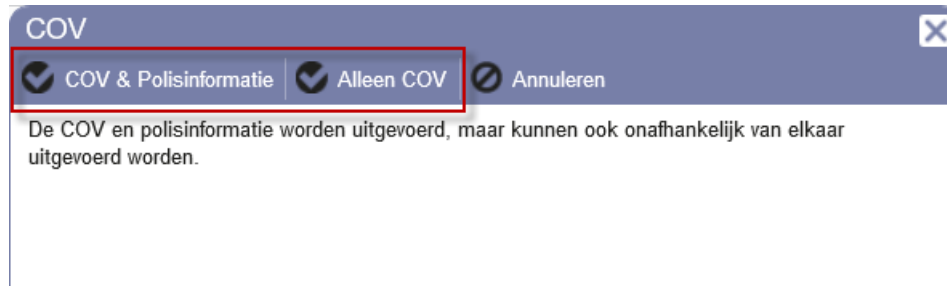 COV
COV & Polisinformatie Alleen COV Annuleren
De COV en polisinformatie worden uitgevoerd, maar kunnen ook onafhankelijk van elkaar
uitgevoerd worden.